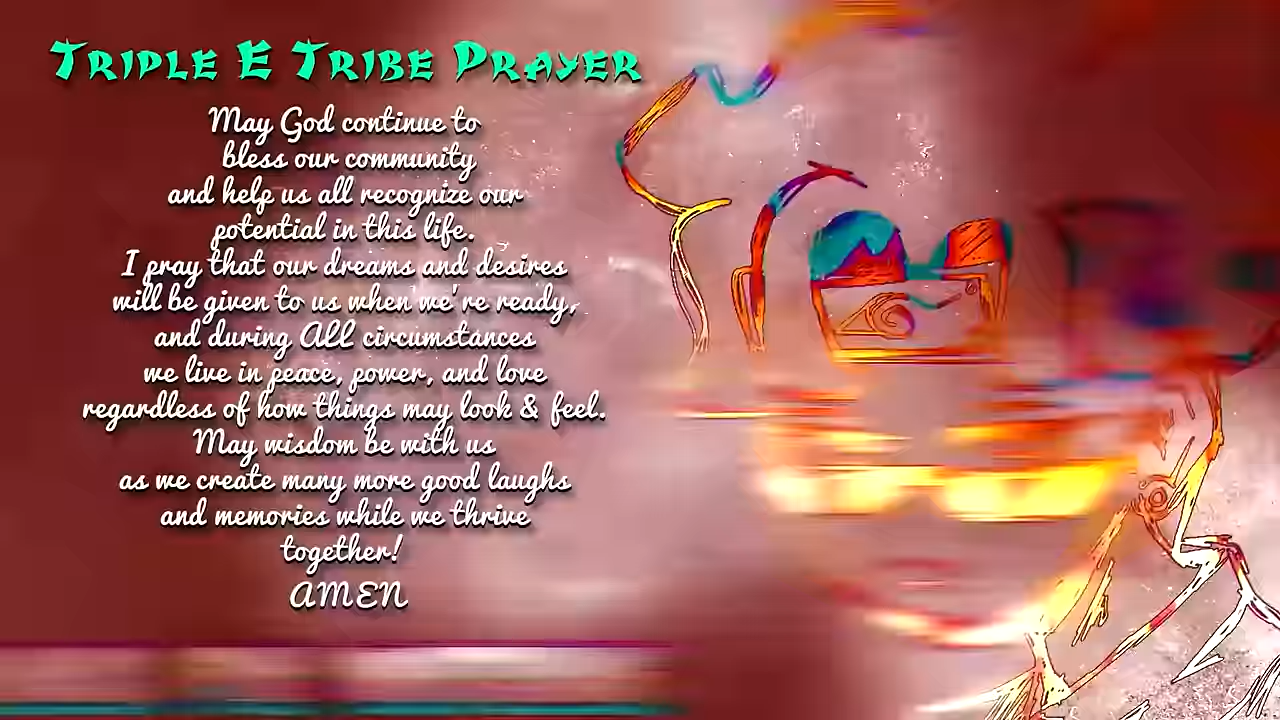 Triple E Tribe Prayer
May God continue to
bless our community
and help us all recognize our
potential in this life.
I pray that our dreams and desires
will be given to us when we're ready,
and during ALL circumstances
we live in peace, power, and love
regardless of how things may look & feel.
May wisdom be with us
as we create many more good laughs
and memories while we thrive
together!
AMEN